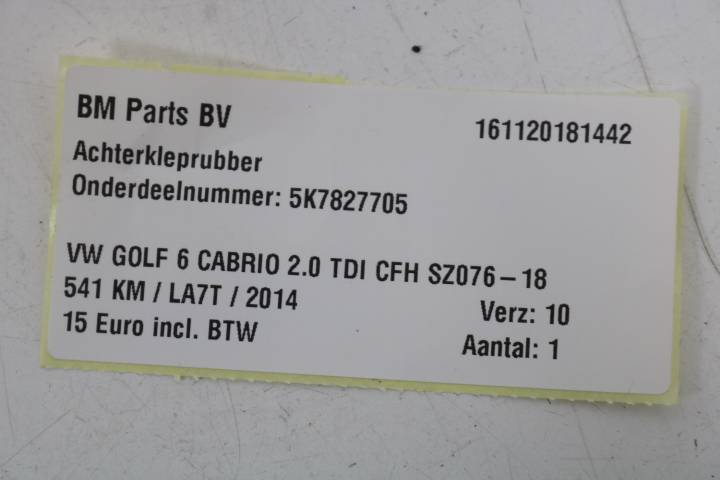 BM Parts BV 161120181442
Achterkleprubber
Onderdeelnummer: 5K7827705
VW GOLF 6 CABRIO 2.0 TDI CFH SZ076-18
541 KM / LA7T / 2014 Verz: 10
15 Euro incl. BTW Aantal: 1